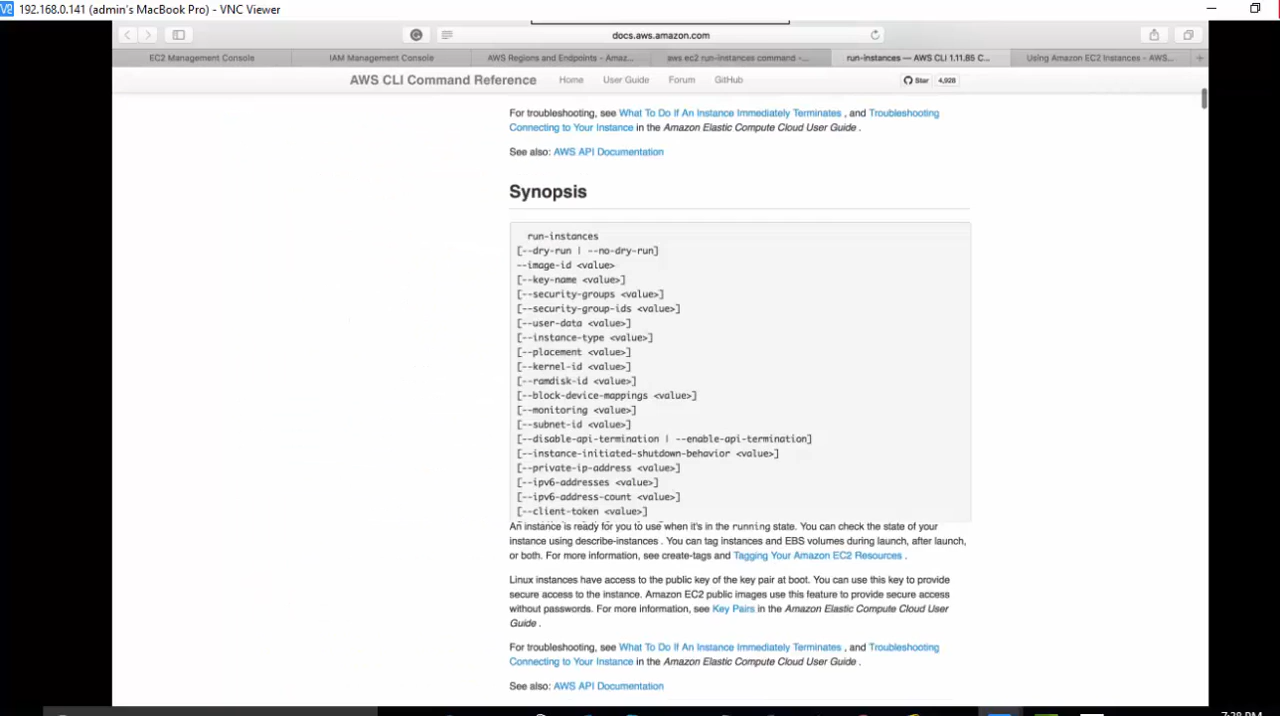 192.168.0.141 (admin's MacBook Pro) - VNC Viewer
docs.aws.amazon.com
EC2 Management Console
IAM Management Console
AWS Regions and Endpoints - Amaz...
aws ec2 run-instances command -...
run-instances — AWS CLI 1.11.85 C...
Using Amazon EC2 Instances - AWS...
AWS CLI Command Reference Home User Guide Forum GitHub Star 4,928
For troubleshooting, see What To Do If An Instance Immediately Terminates , and Troubleshooting
Connecting to Your Instance in the Amazon Elastic Compute Cloud User Guide .
See also: AWS API Documentation
Synopsis
run-instances
[--dry-run | --no-dry-run]
--image-id <value>
[--key-name <value>]
[--security-groups <value>]
[--security-group-ids <value>]
[--user-data <value>]
[--instance-type <value>]
[--placement <value>]
[--kernel-id <value>]
[--ramdisk-id <value>]
[--block-device-mappings <value>]
[--monitoring <value>]
[--subnet-id <value>]
[--disable-api-termination | --enable-api-termination]
[--instance-initiated-shutdown-behavior <value>]
[--private-ip-address <value>]
[--ipv6-addresses <value>]
[--ipv6-address-count <value>]
[--client-token <value>]
An instance is ready for you to use when it's in the running state. You can check the state of your
instance using describe-instances . You can tag instances and EBS volumes during launch, after launch,
or both. For more information, see create-tags and Tagging Your Amazon EC2 Resources .
Linux instances have access to the public key of the key pair at boot. You can use this key to provide
secure access to the instance. Amazon EC2 public images use this feature to provide secure access
without passwords. For more information, see Key Pairs in the Amazon Elastic Compute Cloud User
Guide .
For troubleshooting, see What To Do If An Instance Immediately Terminates , and Troubleshooting
Connecting to Your Instance in the Amazon Elastic Compute Cloud User Guide .
See also: AWS API Documentation
7:38 PM